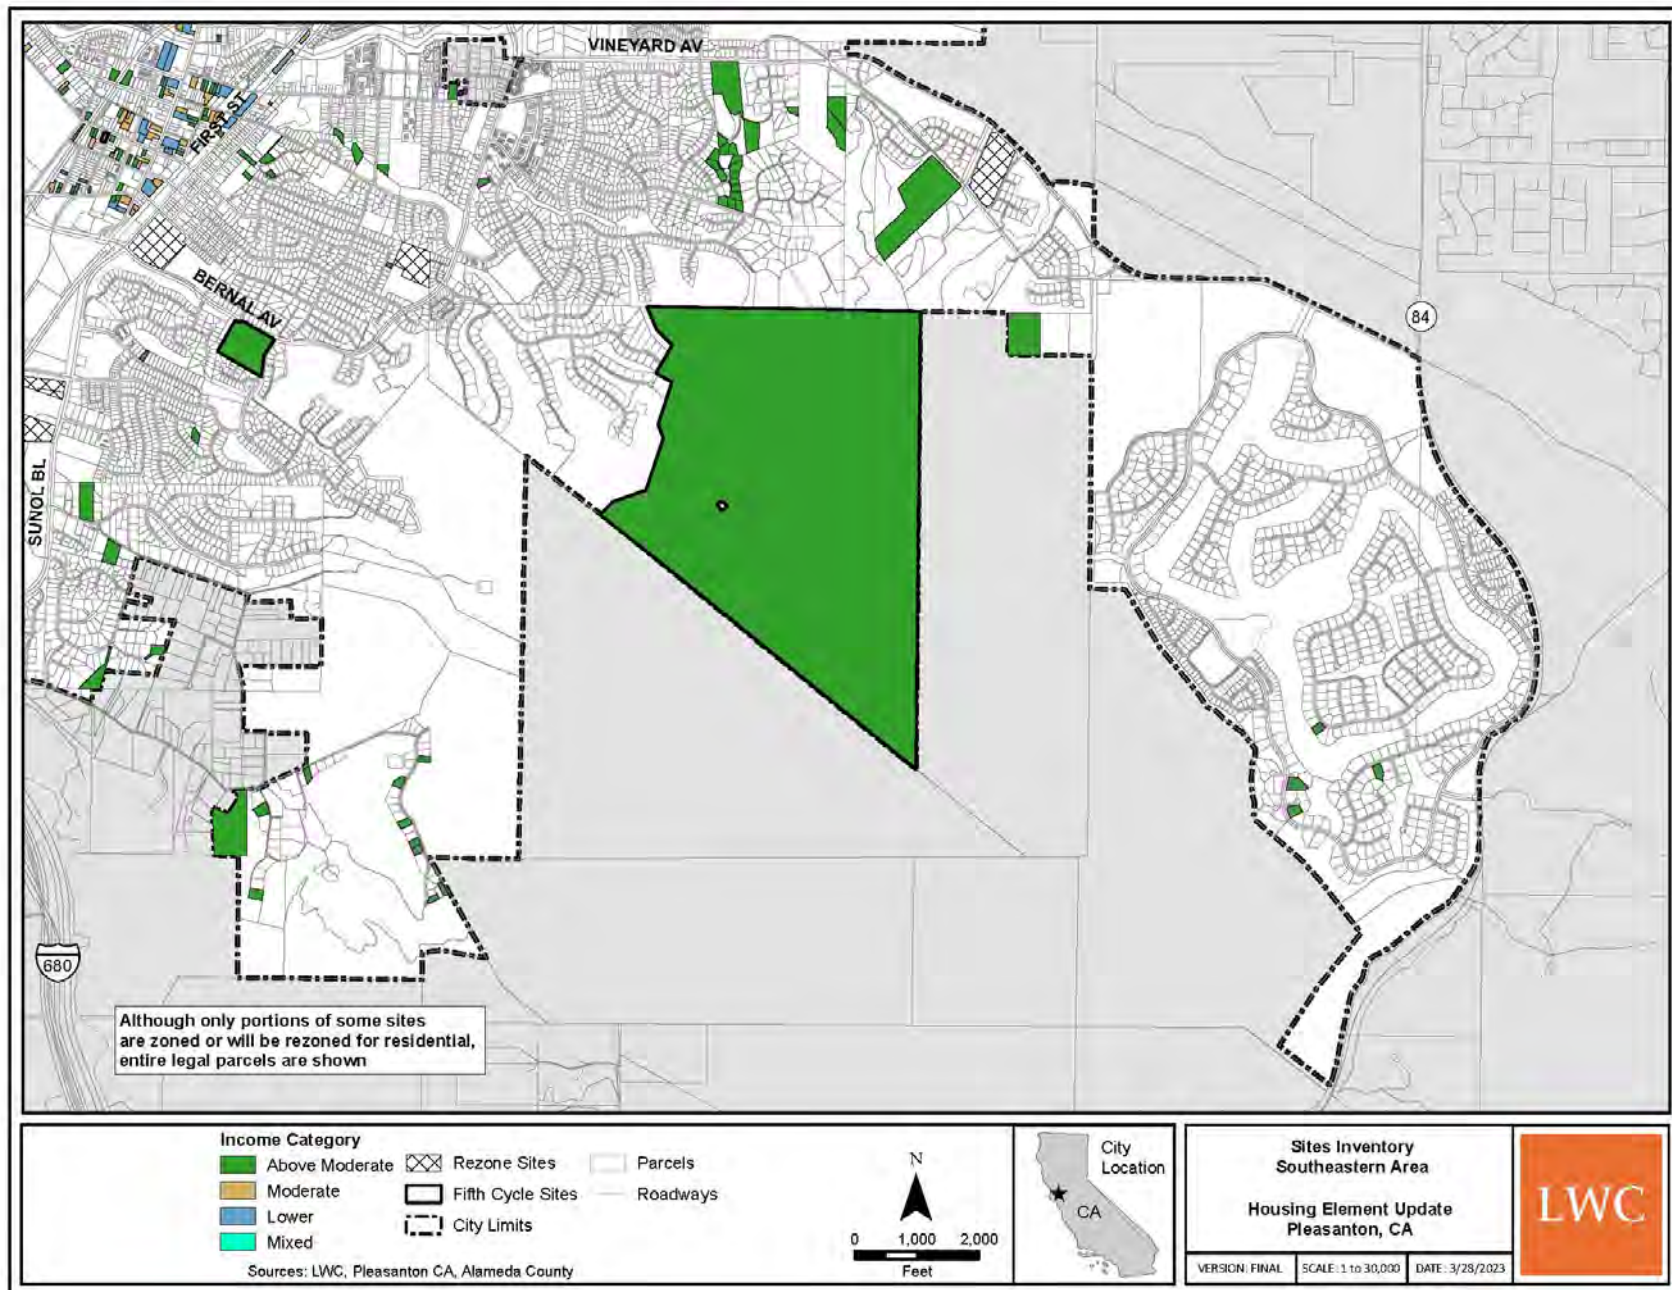 VINEYARD AV
FIRST ST
BERNAL AV
SUNOL BL
84
680
Although only portions of some sites
are zoned or will be rezoned for residential,
entire legal parcels are shown
Income Category
Above Moderate
Moderate
Lower
Mixed
Rezone Sites
Fifth Cycle Sites
City Limits
Parcels
Roadways
Sources: LWC, Pleasanton CA, Alameda County
N
0 1,000 2,000
Feet
City
Location
CA
Sites Inventory
Southeastern Area
Housing Element Update
Pleasanton, CA
VERSION: FINAL
SCALE: 1 to 30,000
DATE: 3/28/2023
LWC